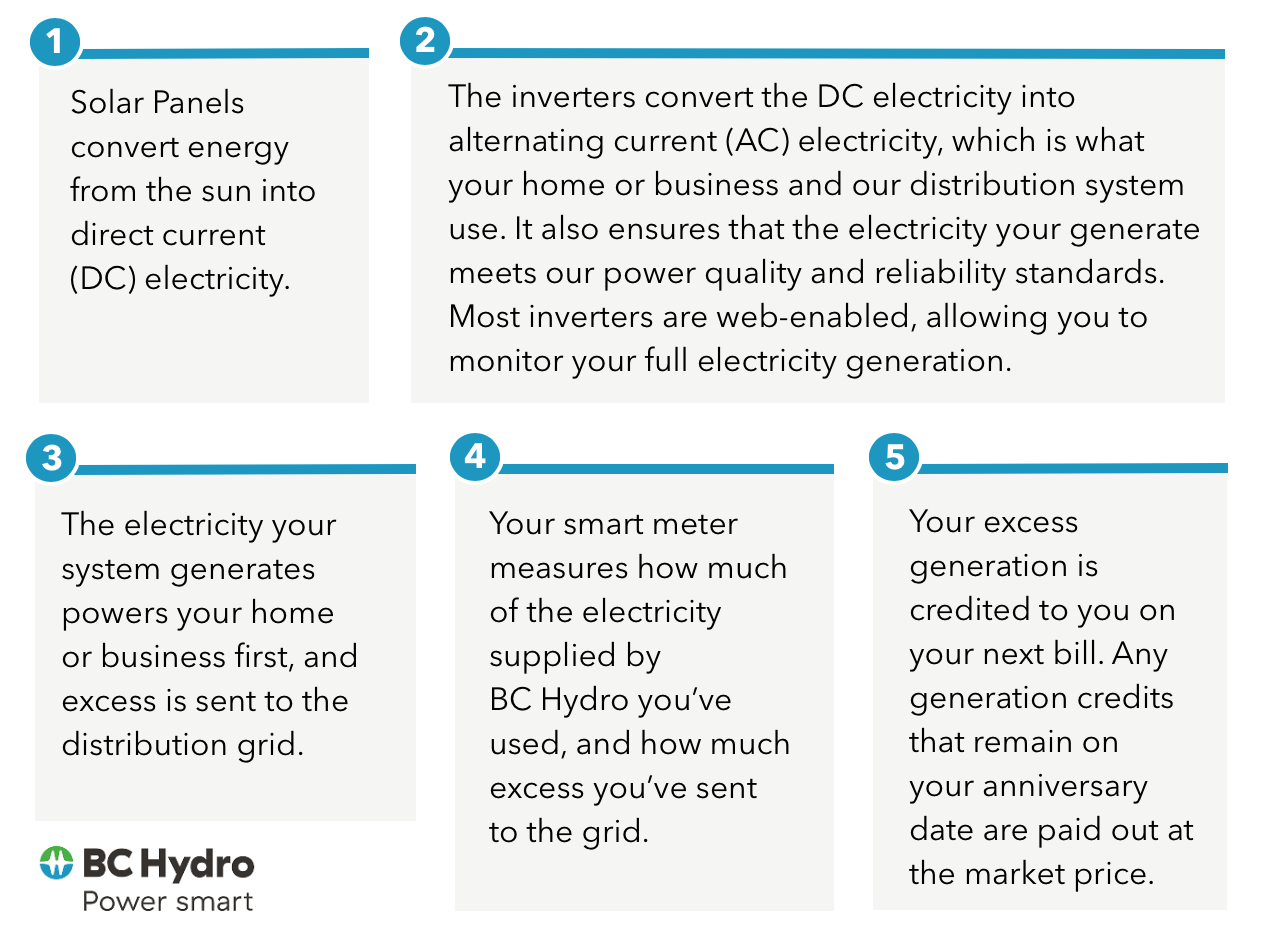 1
Solar Panels
convert energy
from the sun into
direct current
(DC) electricity.
2
The inverters convert the DC electricity into
alternating current (AC) electricity, which is what
your home or business and our distribution system
use. It also ensures that the electricity your generate
meets our power quality and reliability standards.
Most inverters are web-enabled, allowing you to
monitor your full electricity generation.
3
The electricity your
system generates
powers your home
or business first, and
excess is sent to the
distribution grid.
4
Your smart meter
measures how much
of the electricity
supplied by
BC Hydro you’ve
used, and how much
excess you’ve sent
to the grid.
5
Your excess
generation is
credited to you on
your next bill. Any
generation credits
that remain on
your anniversary
date are paid out at
the market price.
BC Hydro
Power smart